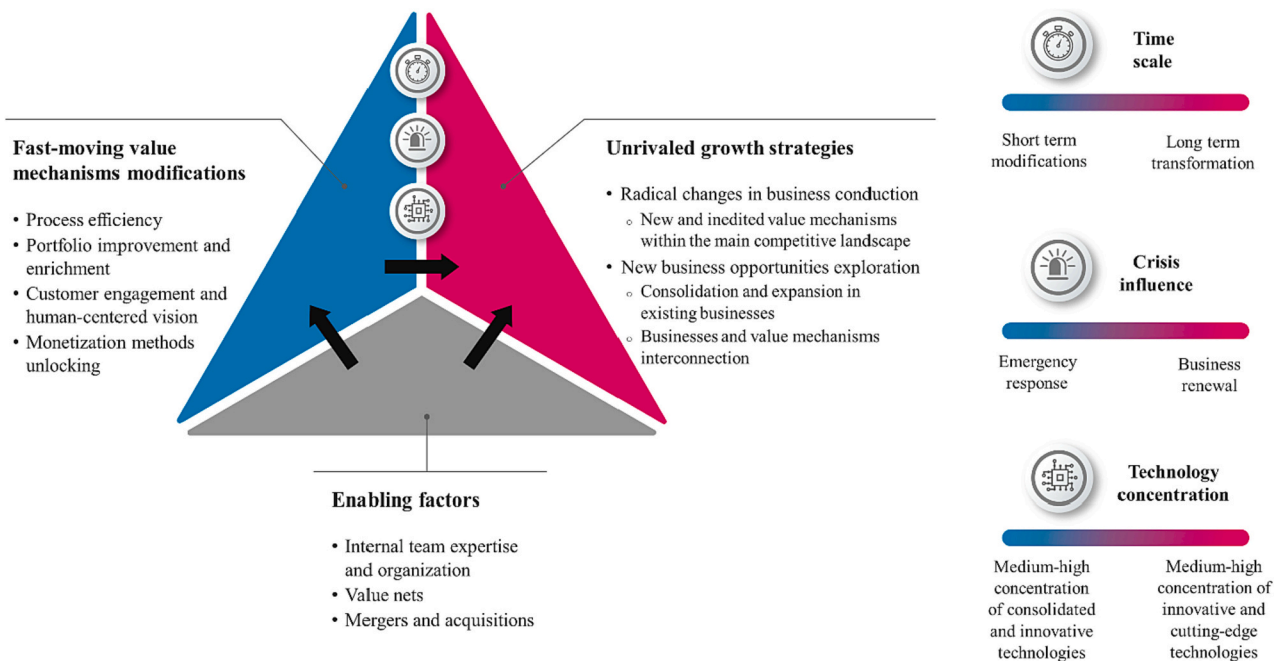 Fast-moving value
mechanisms modifications
• Process efficiency
• Portfolio improvement and
enrichment
• Customer engagement and
human-centered vision
• Monetization methods
unlocking
Unrivaled growth strategies
• Radical changes in business conduction
○ New and inedited value mechanisms
within the main competitive landscape
• New business opportunities exploration
○ Consolidation and expansion in
existing businesses
○ Businesses and value mechanisms
interconnection
Enabling factors
• Internal team expertise
and organization
• Value nets
• Mergers and acquisitions
Time
scale
Short term
modifications
Long term
transformation
Crisis
influence
Emergency
response
Business
renewal
Technology
concentration
Medium-high
concentration
of consolidated
and innovative
technologies
Medium-high
concentration of
innovative and
cutting-edge
technologies